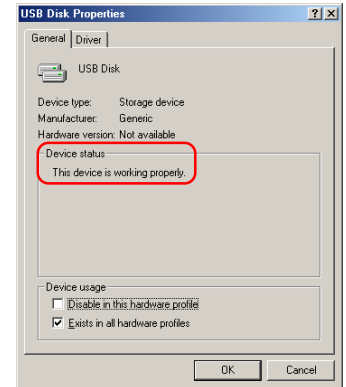 USB Disk Properties
General Driver
USB Disk
Device type: Storage device
Manufacturer: Generic
Hardware version: Not available
Device status
This device is working properly.
Device usage
Disable in this hardware profile
Exists in all hardware profiles
OK Cancel